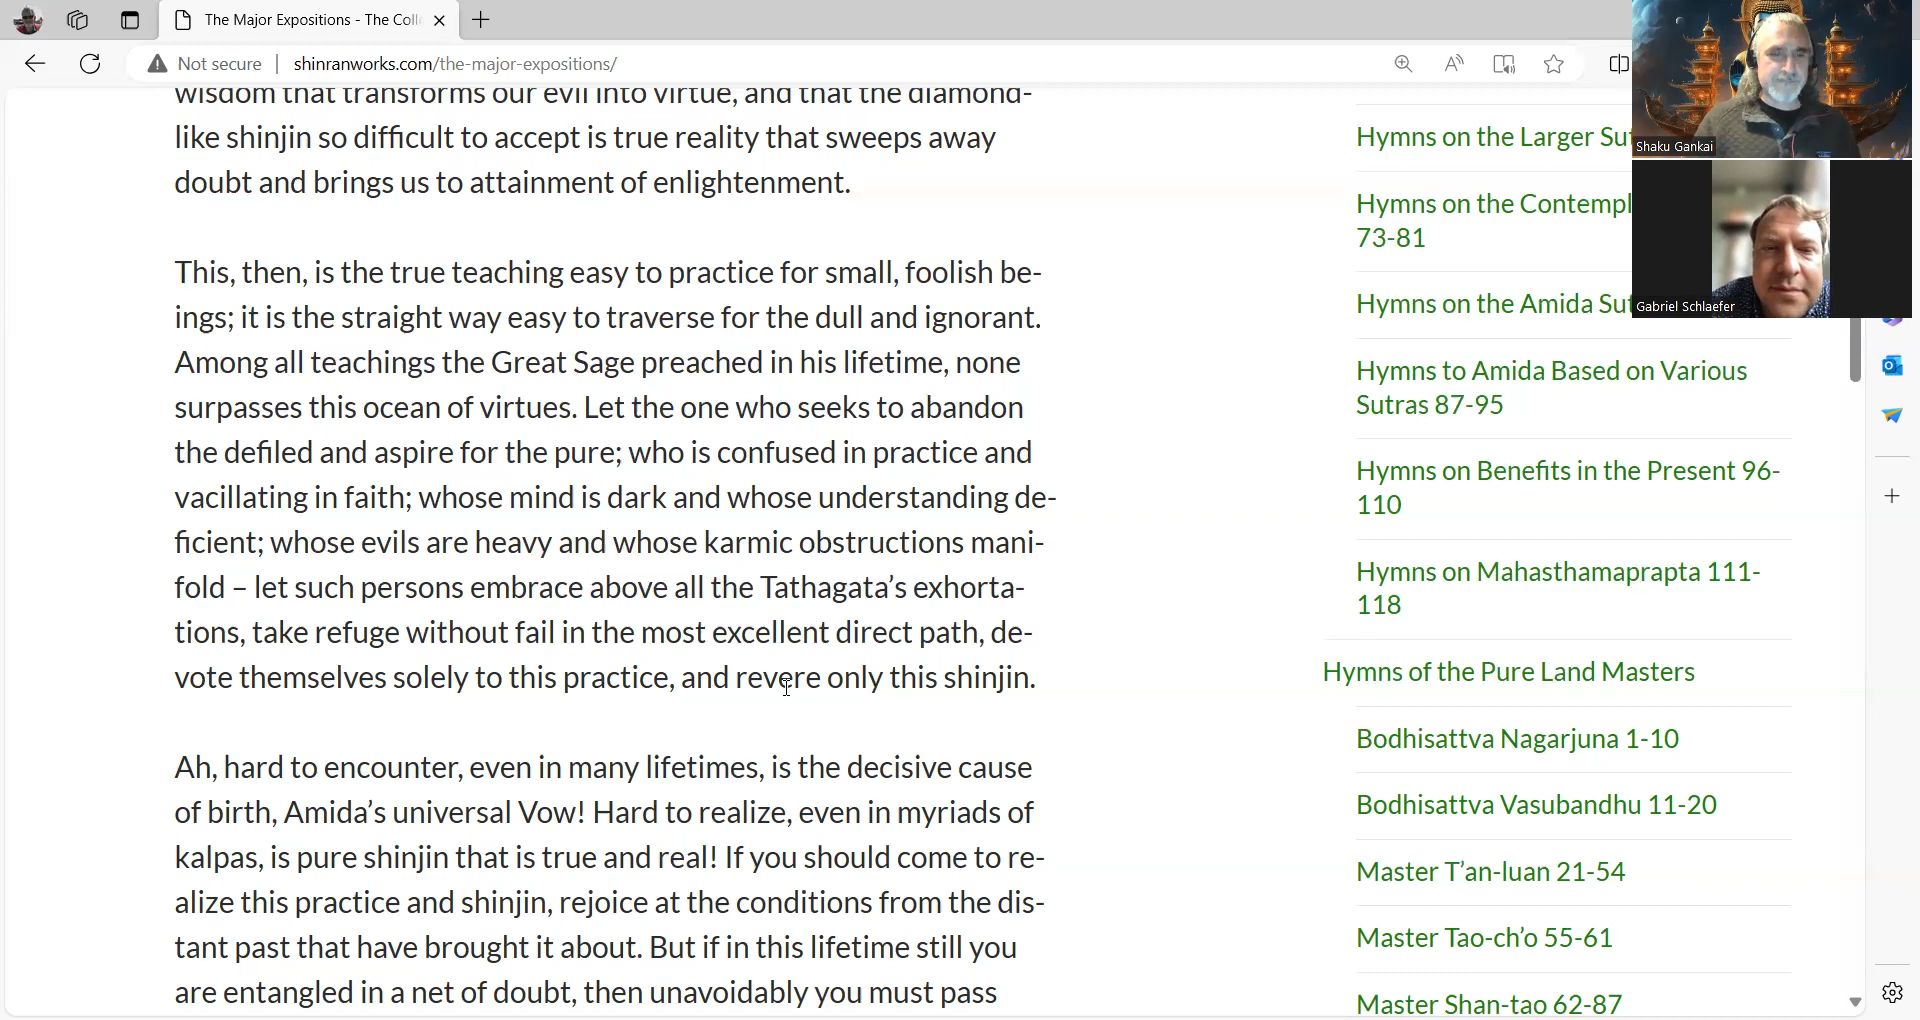 The Major Expositions - The Colle
Not secure
shinranworks.com/the-major-expositions/
wisdom that transforms our evil into virtue, and that the diamond-
like shinjin so difficult to accept is true reality that sweeps away
doubt and brings us to attainment of enlightenment.
This, then, is the true teaching easy to practice for small, foolish be-
ings; it is the straight way easy to traverse for the dull and ignorant.
Among all teachings the Great Sage preached in his lifetime, none
surpasses this ocean of virtues. Let the one who seeks to abandon
the defiled and aspire for the pure; who is confused in practice and
vacillating in faith; whose mind is dark and whose understanding de-
ficient; whose evils are heavy and whose karmic obstructions mani-
fold – let such persons embrace above all the Tathagata’s exhorta-
tions, take refuge without fail in the most excellent direct path, de-
vote themselves solely to this practice, and revere only this shinjin.
Ah, hard to encounter, even in many lifetimes, is the decisive cause
of birth, Amida’s universal Vow! Hard to realize, even in myriads of
kalpas, is pure shinjin that is true and real! If you should come to re-
alize this practice and shinjin, rejoice at the conditions from the dis-
tant past that have brought it about. But if in this lifetime still you
are entangled in a net of doubt, then unavoidably you must pass
Hymns on the Larger Sut
Hymns on the Contempl
73-81
Hymns on the Amida Sut
Hymns to Amida Based on Various
Sutras 87-95
Hymns on Benefits in the Present 96-
110
Hymns on Mahasthamaprapta 111-
118
Hymns of the Pure Land Masters
Bodhisattva Nagarjuna 1-10
Bodhisattva Vasubandhu 11-20
Master T’an-luan 21-54
Master Tao-ch’o 55-61
Master Shan-tao 62-87
Shaku Gankai
Gabriel Schlaefer